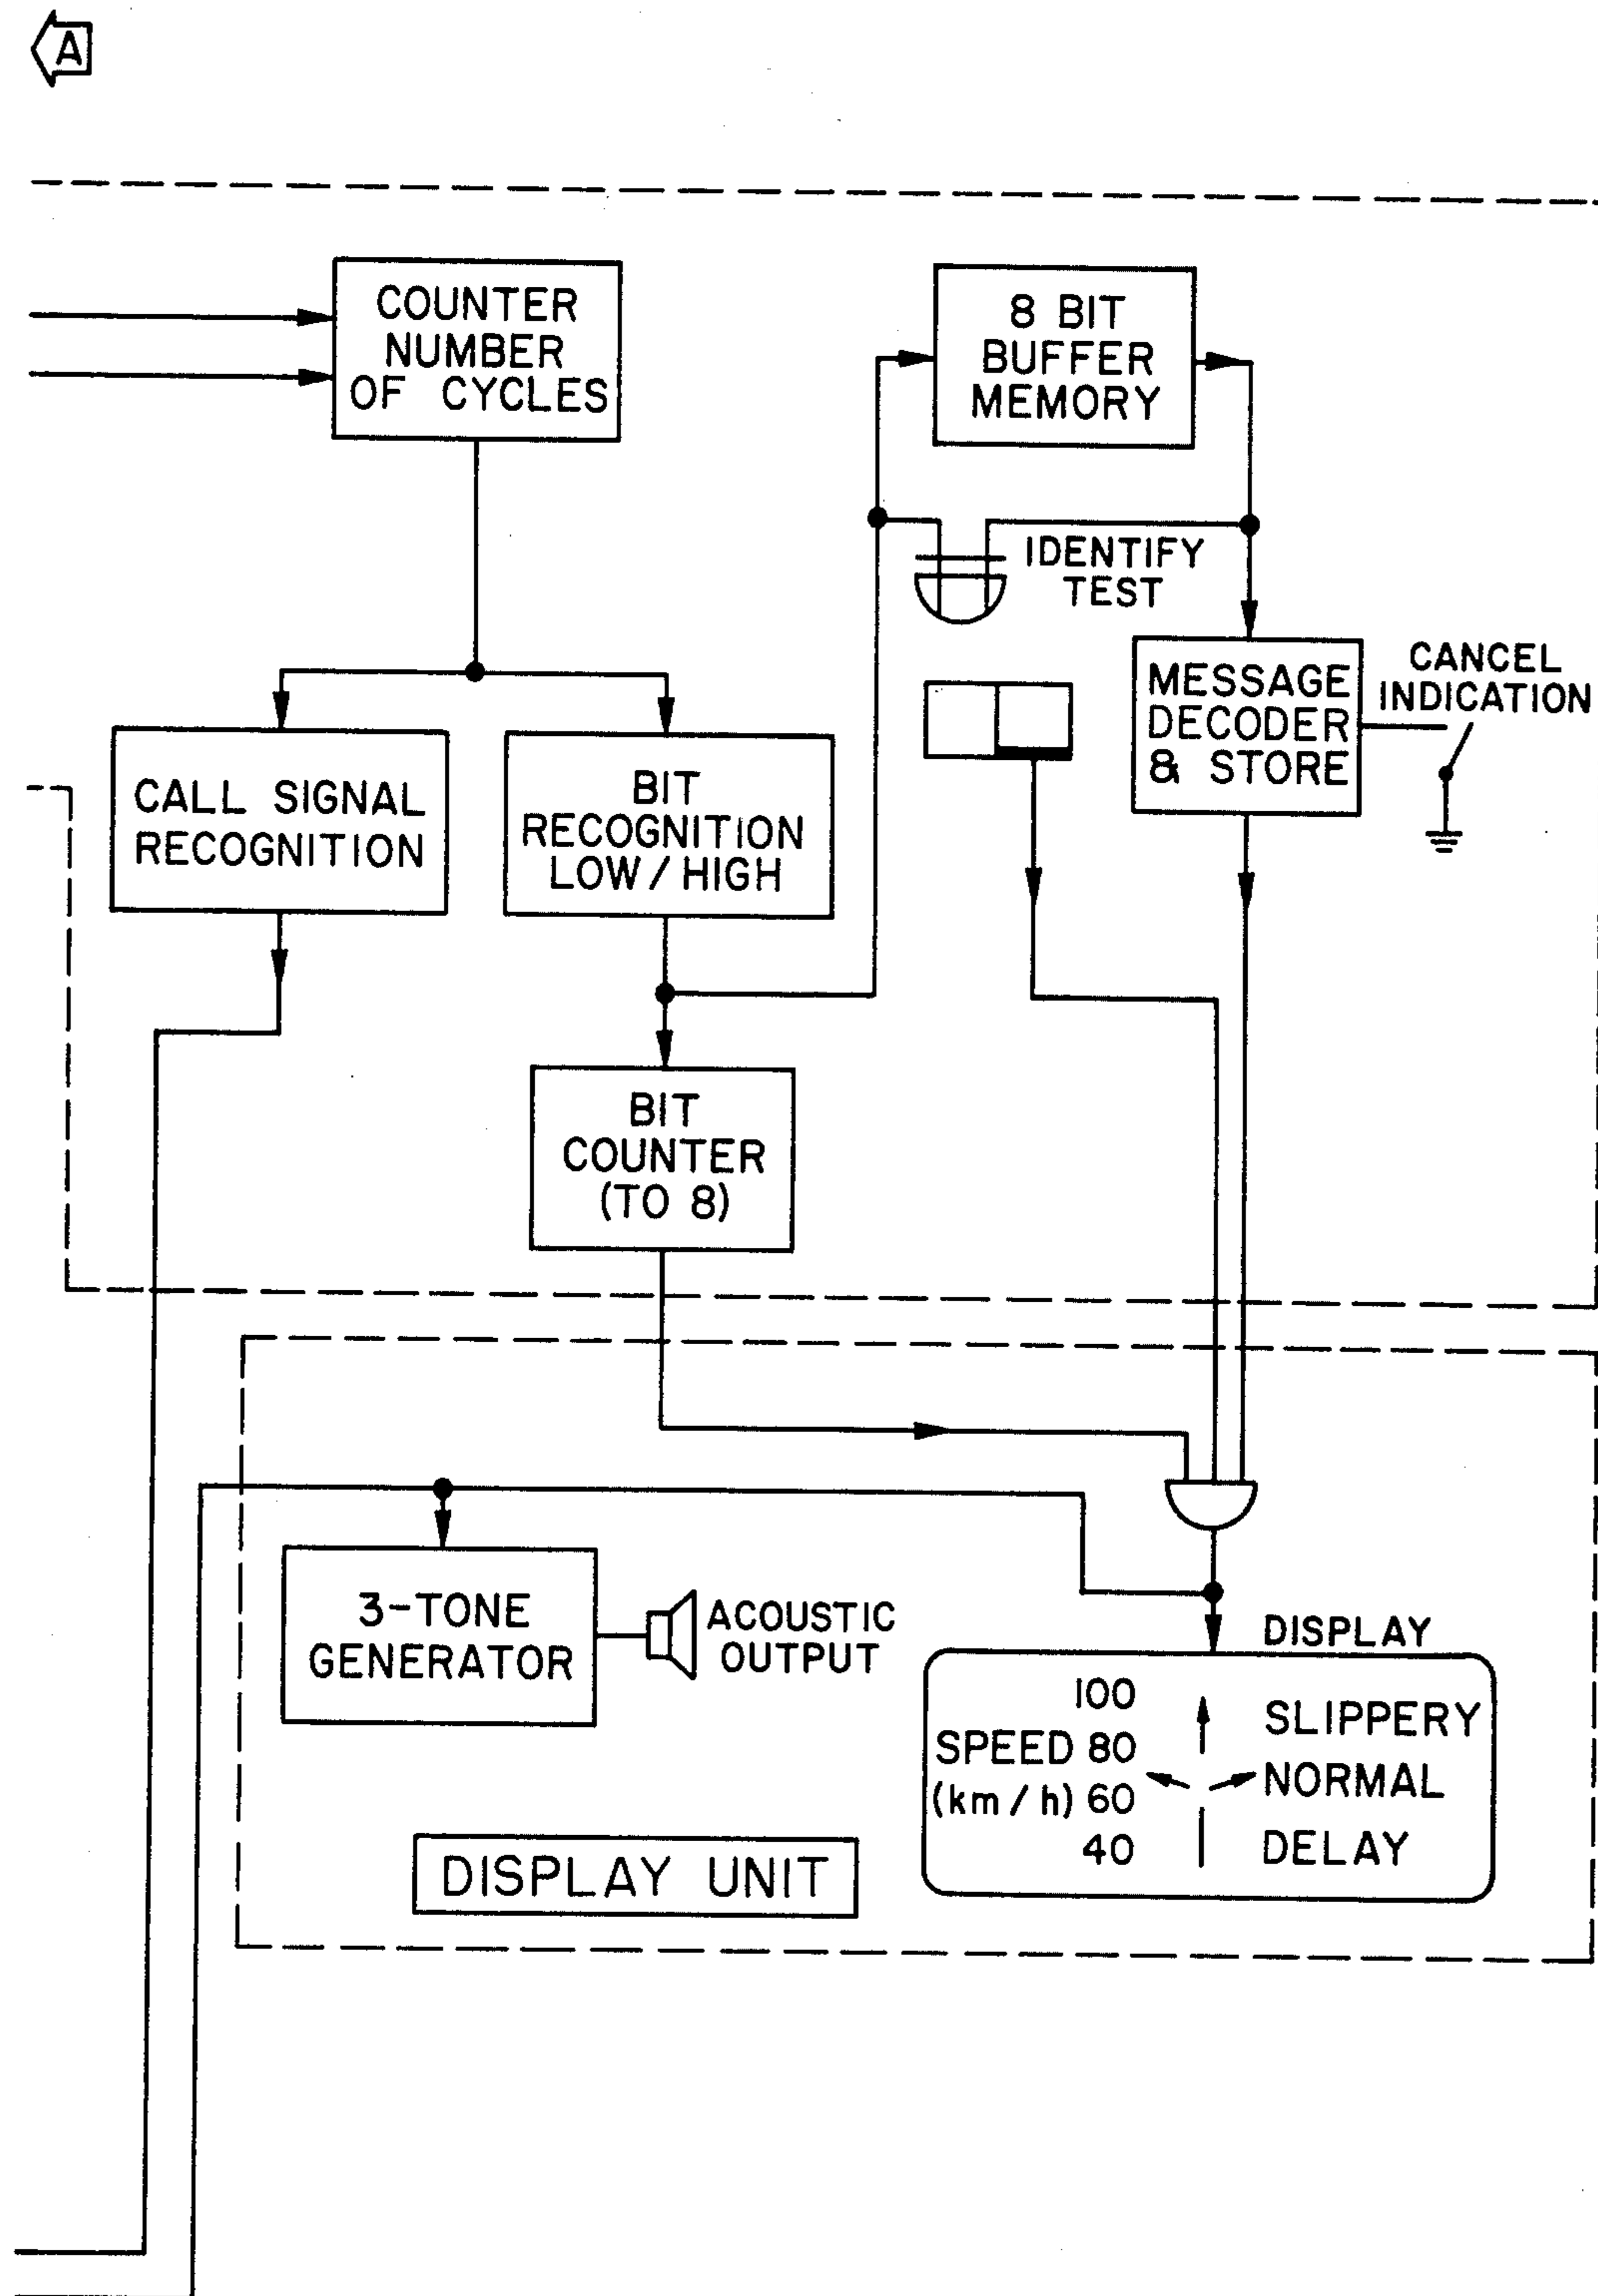 A
COUNTER
NUMBER
OF CYCLES
8 BIT
BUFFER
MEMORY
IDENTIFY
TEST
CANCEL
INDICATION
MESSAGE
DECODER
& STORE
CALL SIGNAL
RECOGNITION
BIT
RECOGNITION
LOW/HIGH
BIT
COUNTER
(TO 8)
3-TONE
GENERATOR
ACOUSTIC
OUTPUT
DISPLAY
100
SPEED 80
(km/h) 60
40
SLIPPERY
NORMAL
DELAY
DISPLAY UNIT